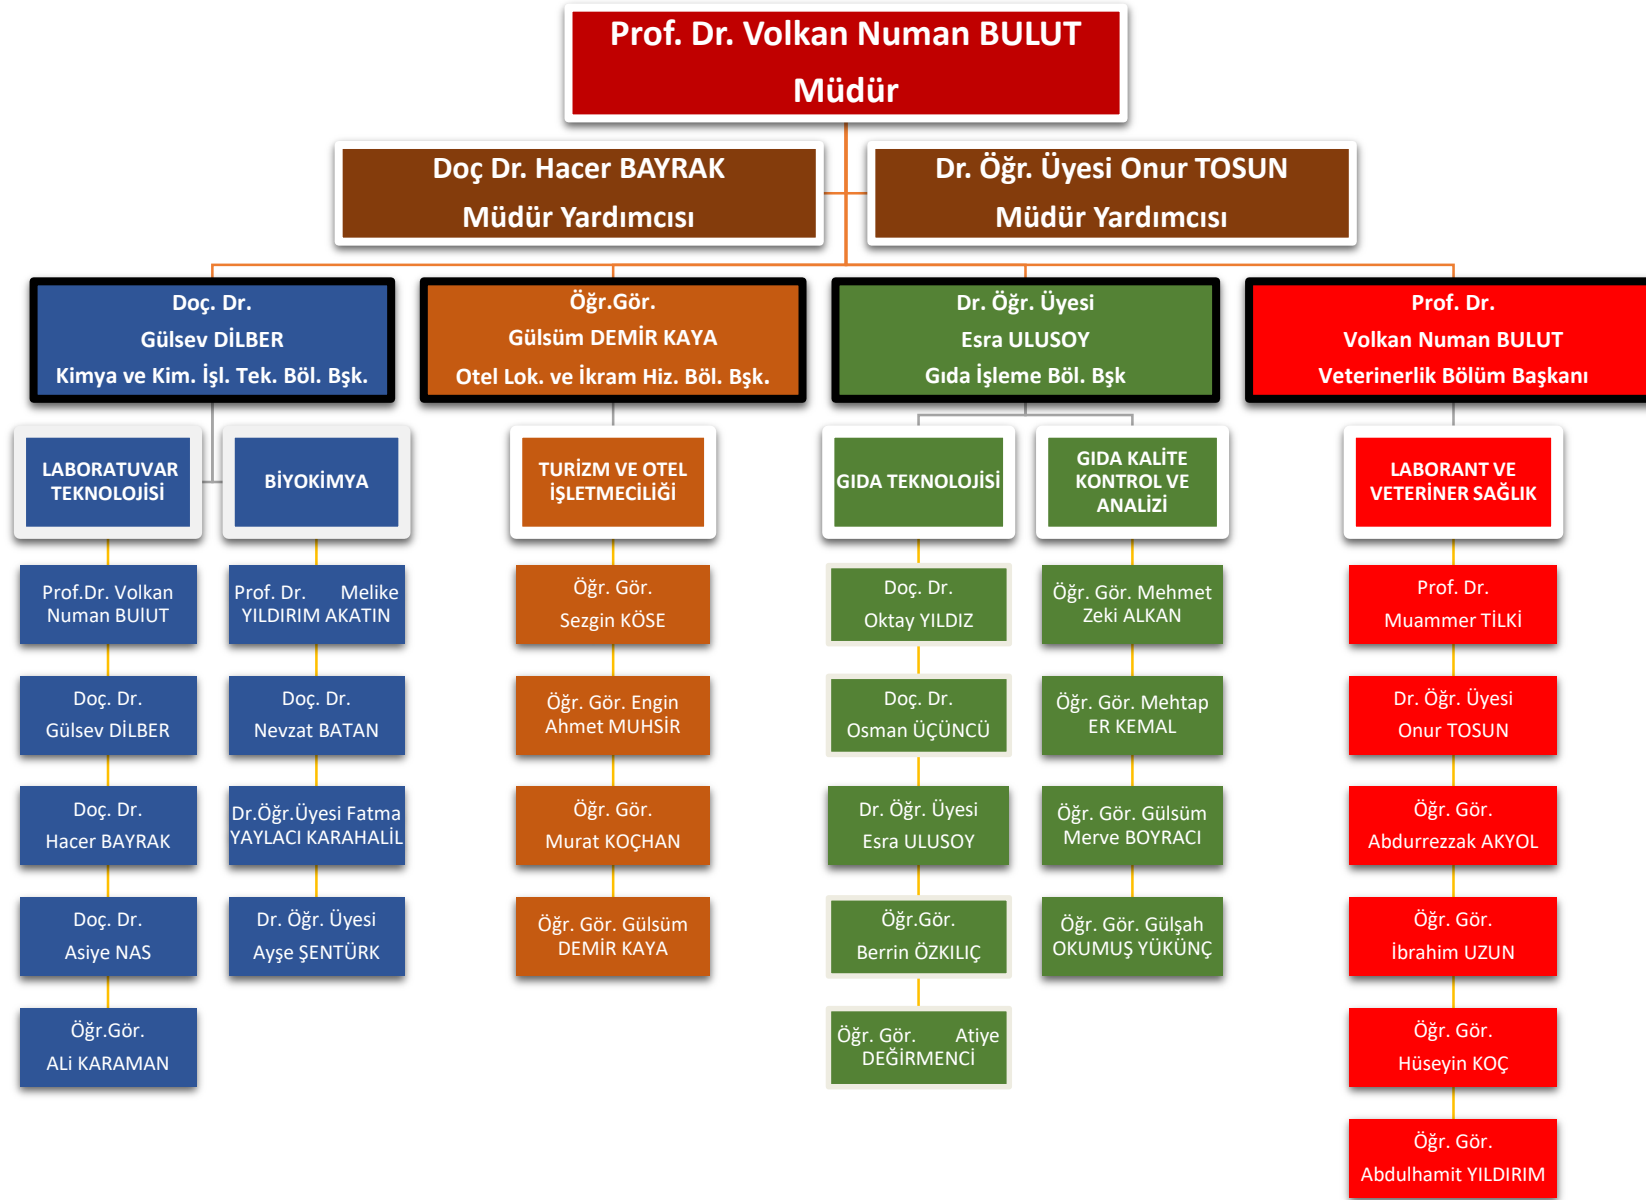 Prof. Dr. Volkan Numan BULUT
Müdür
Doç Dr. Hacer BAYRAK
Müdür Yardımcısı
Dr. Öğr. Üyesi Onur TOSUN
Müdür Yardımcısı
Doç. Dr.
Gülsev DİLBER
Kimya ve Kim. İşl. Tek. Böl. Bşk.
Öğr.Gör.
Gülsüm DEMİR KAYA
Otel Lok. ve İkram Hiz. Böl. Bşk.
Dr. Öğr. Üyesi
Esra ULUSOY
Gıda İşleme Böl. Bşk
Prof. Dr.
Volkan Numan BULUT
Veterinerlik Bölüm Başkanı
LABORATUVAR
TEKNOLOJİSİ
BİYOKİMYA
TURİZM VE OTEL
İŞLETMECİLİĞİ
GIDA TEKNOLOJİSİ
GIDA KALİTE
KONTROL VE
ANALİZİ
LABORANT VE
VETERİNER SAĞLIK
Prof.Dr. Volkan
Numan BUlUT
Doç. Dr.
Gülsev DİLBER
Doç. Dr.
Hacer BAYRAK
Doç. Dr.
Asiye NAS
Öğr.Gör.
ALi KARAMAN
Prof. Dr. Melike
YILDIRIM AKATIN
Doç. Dr.
Nevzat BATAN
Dr.Öğr.Üyesi Fatma
YAYLACI KARAHALİL
Dr. Öğr. Üyesi
Ayşe ŞENTÜRK
Öğr. Gör.
Sezgin KÖSE
Öğr. Gör. Engin
Ahmet MUHSİR
Öğr. Gör.
Murat KOÇHAN
Öğr. Gör. Gülsüm
DEMİR KAYA
Doç. Dr.
Oktay YILDIZ
Doç. Dr.
Osman ÜÇÜNCÜ
Dr. Öğr. Üyesi
Esra ULUSOY
Öğr.Gör.
Berrin ÖZKILIÇ
Öğr. Gör. Atiye
DEĞİRMENCİ
Öğr. Gör. Mehmet
Zeki ALKAN
Öğr. Gör. Mehtap
ER KEMAL
Öğr. Gör. Gülsüm
Merve BOYRACI
Öğr. Gör. Gülşah
OKUMUŞ YÜKÜNÇ
Prof. Dr.
Muammer TİLKİ
Dr. Öğr. Üyesi
Onur TOSUN
Öğr. Gör.
Abdurrezzak AKYOL
Öğr. Gör.
İbrahim UZUN
Öğr. Gör.
Hüseyin KOÇ
Öğr. Gör.
Abdulhamit YILDIRIM